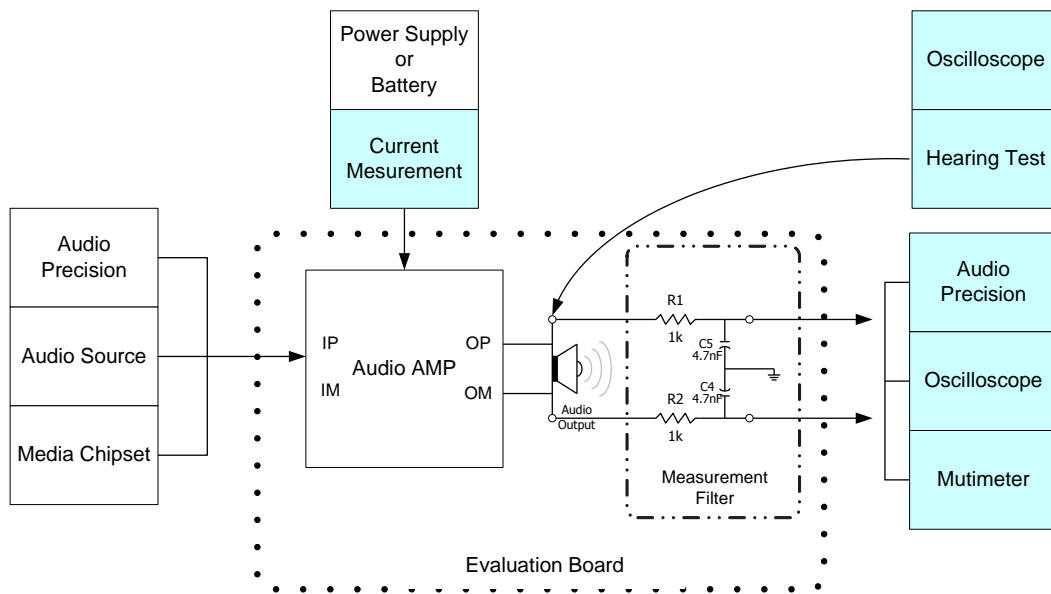 Power Supply
or
Battery
Current
Mesurement
Oscilloscope
Hearing Test
Audio
Precision
Audio Source
Media Chipset
IP
IM
Audio AMP
OP
OM
Audio
Output
R1
1k
C5
4.7nF
C4
4.7nF
R2
1k
Measurement
Filter
Evaluation Board
Audio
Precision
Oscilloscope
Mutimeter